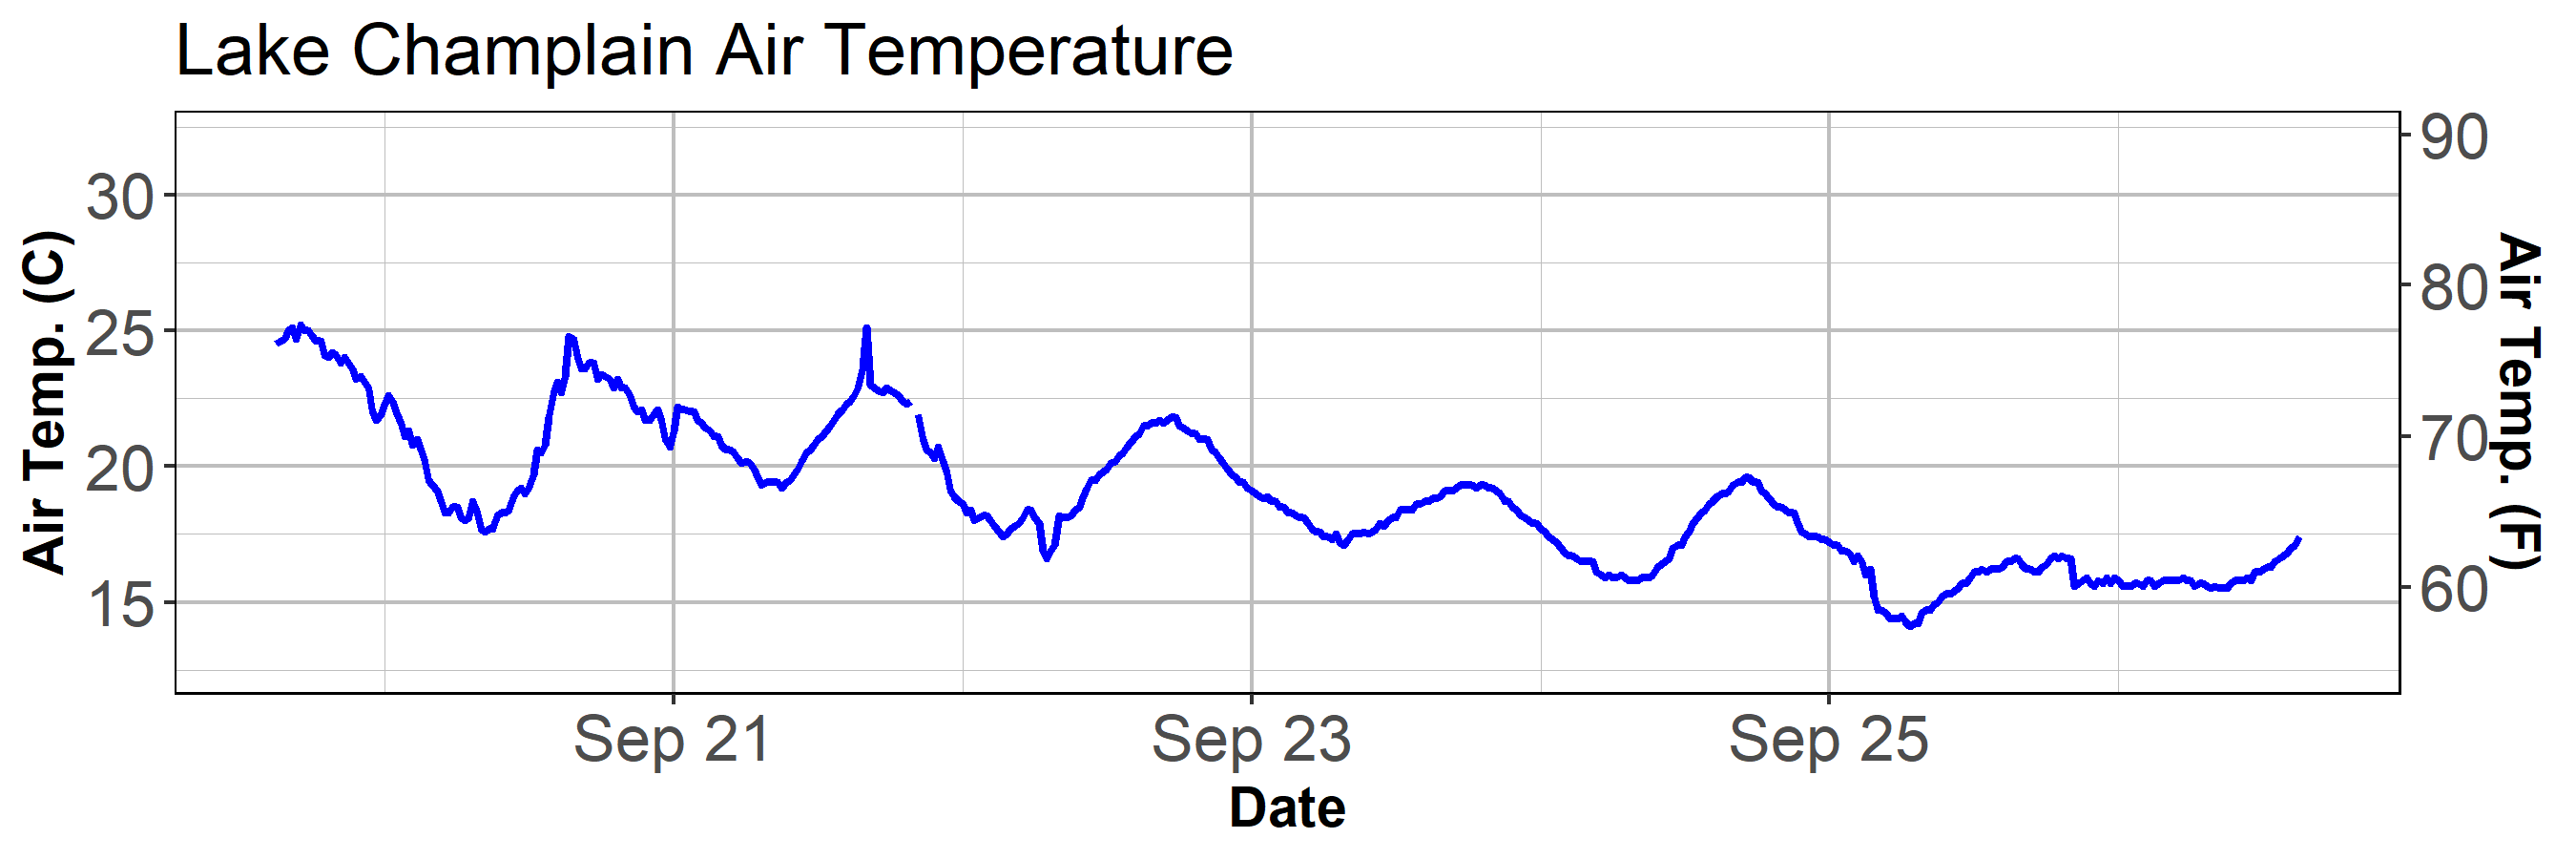 Lake Champlain Air Temperature
Air Temp. (C)
30
25
20
15
90
80
70
60
Air Temp. (F)
Sep 21 Sep 23 Sep 25
Date